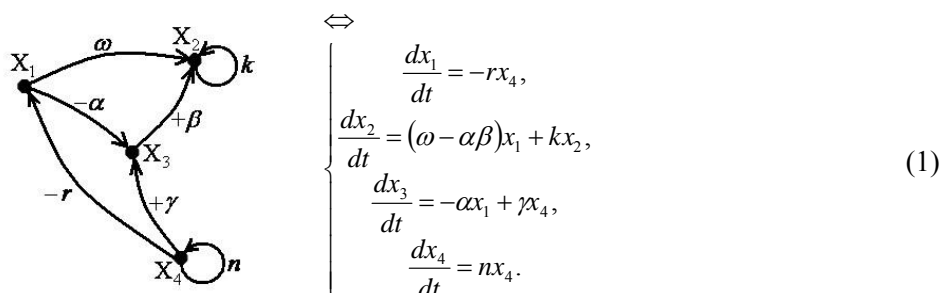 ⇔
ω
X₂
k
X₁
−α
+β
X₃
−r
+γ
X₄
n
dx₁/dt = −rx₄,
dx₂/dt = (ω − αβ)x₁ + kx₂,
dx₃/dt = −αx₁ + γx₄,
dx₄/dt = nx₄.
(1)